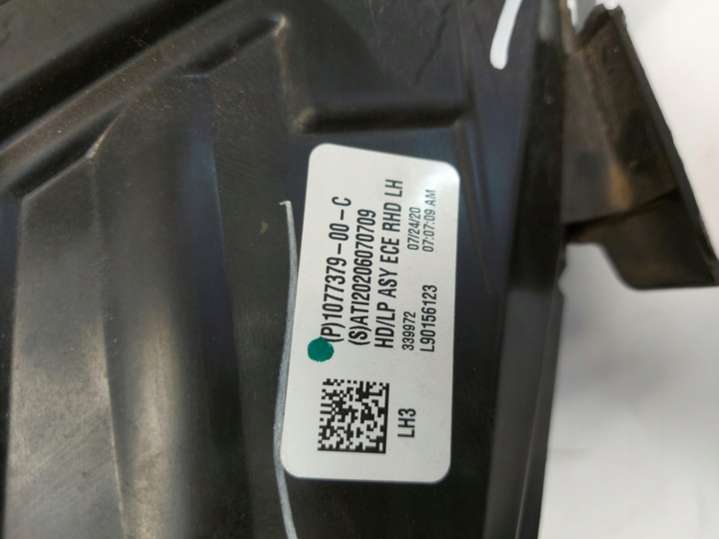 (P)1077379-00-C
(S)ATI20206070709
HD/LP ASY ECE RHD LH
339972 07/24/20
L90156123 07:07:09 AM
LH3